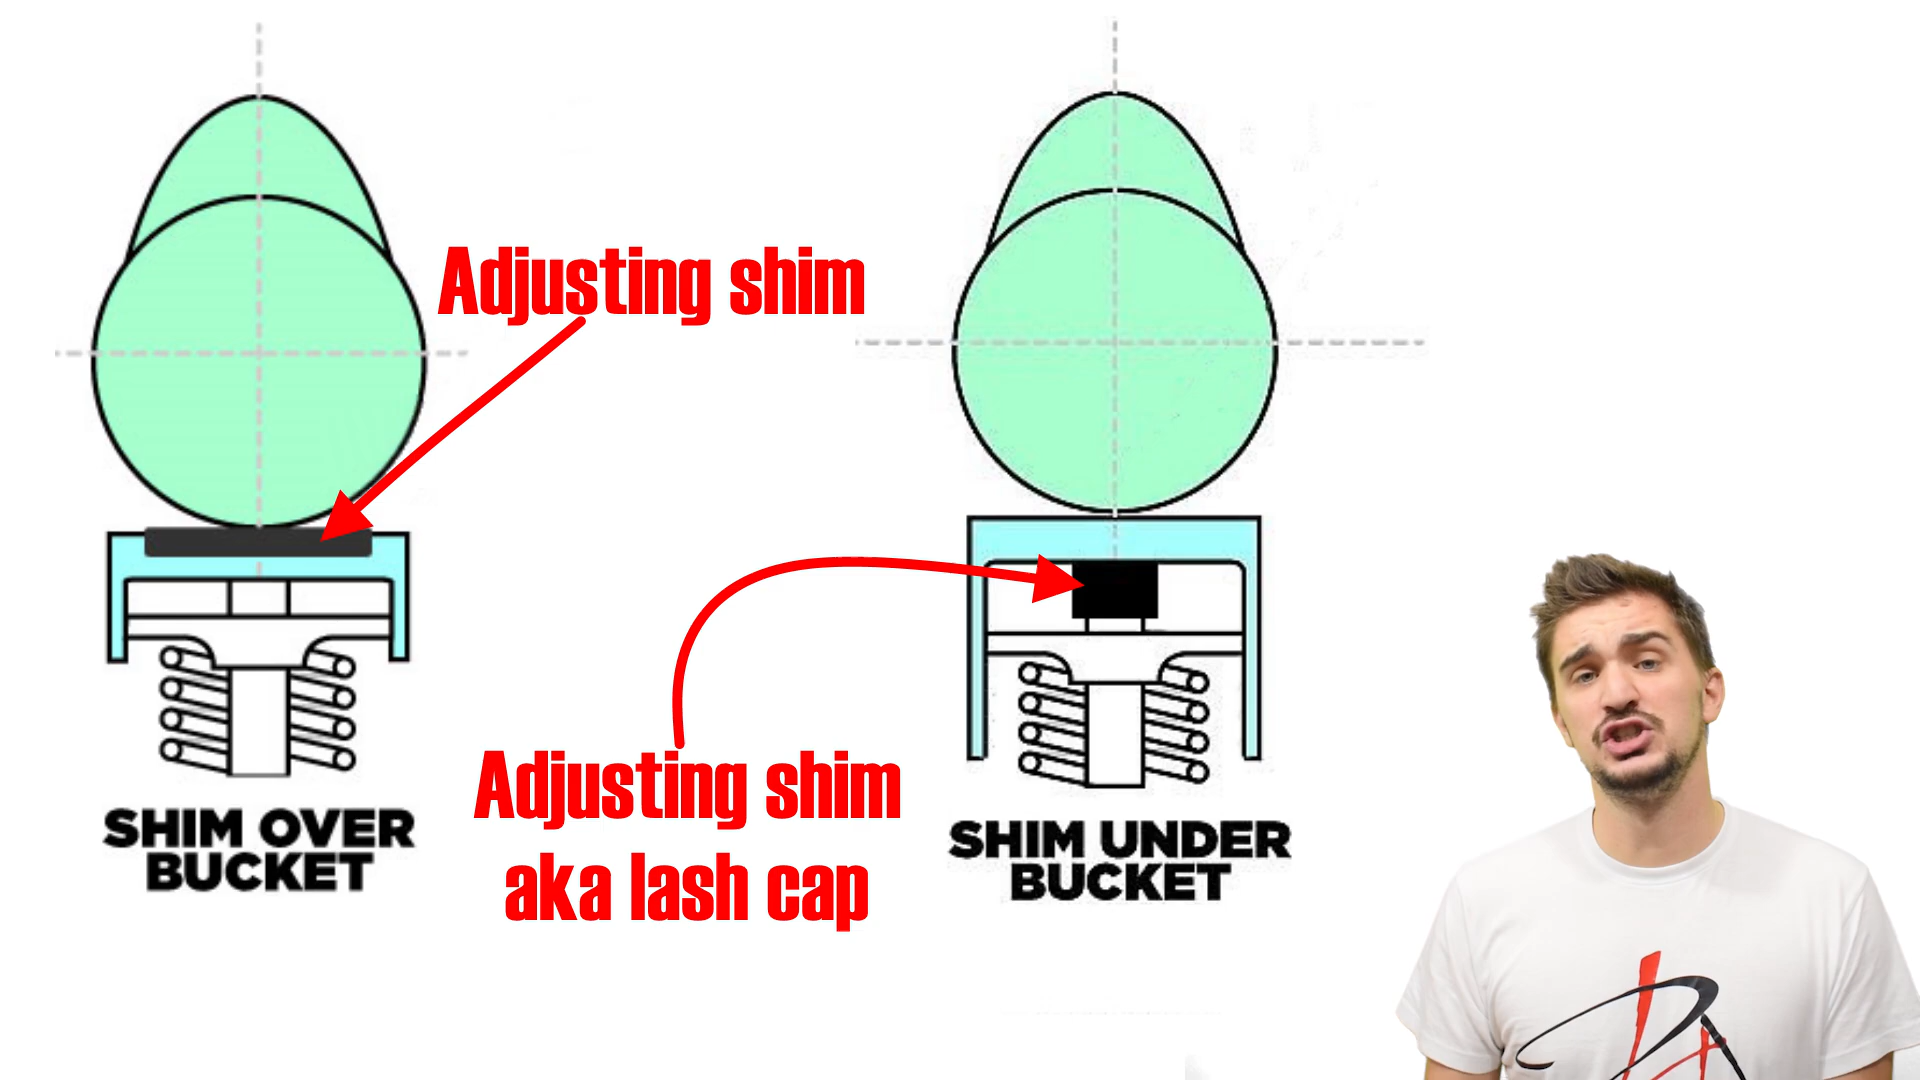 Adjusting shim
Adjusting shim
aka lash cap
SHIM OVER
BUCKET
SHIM UNDER
BUCKET